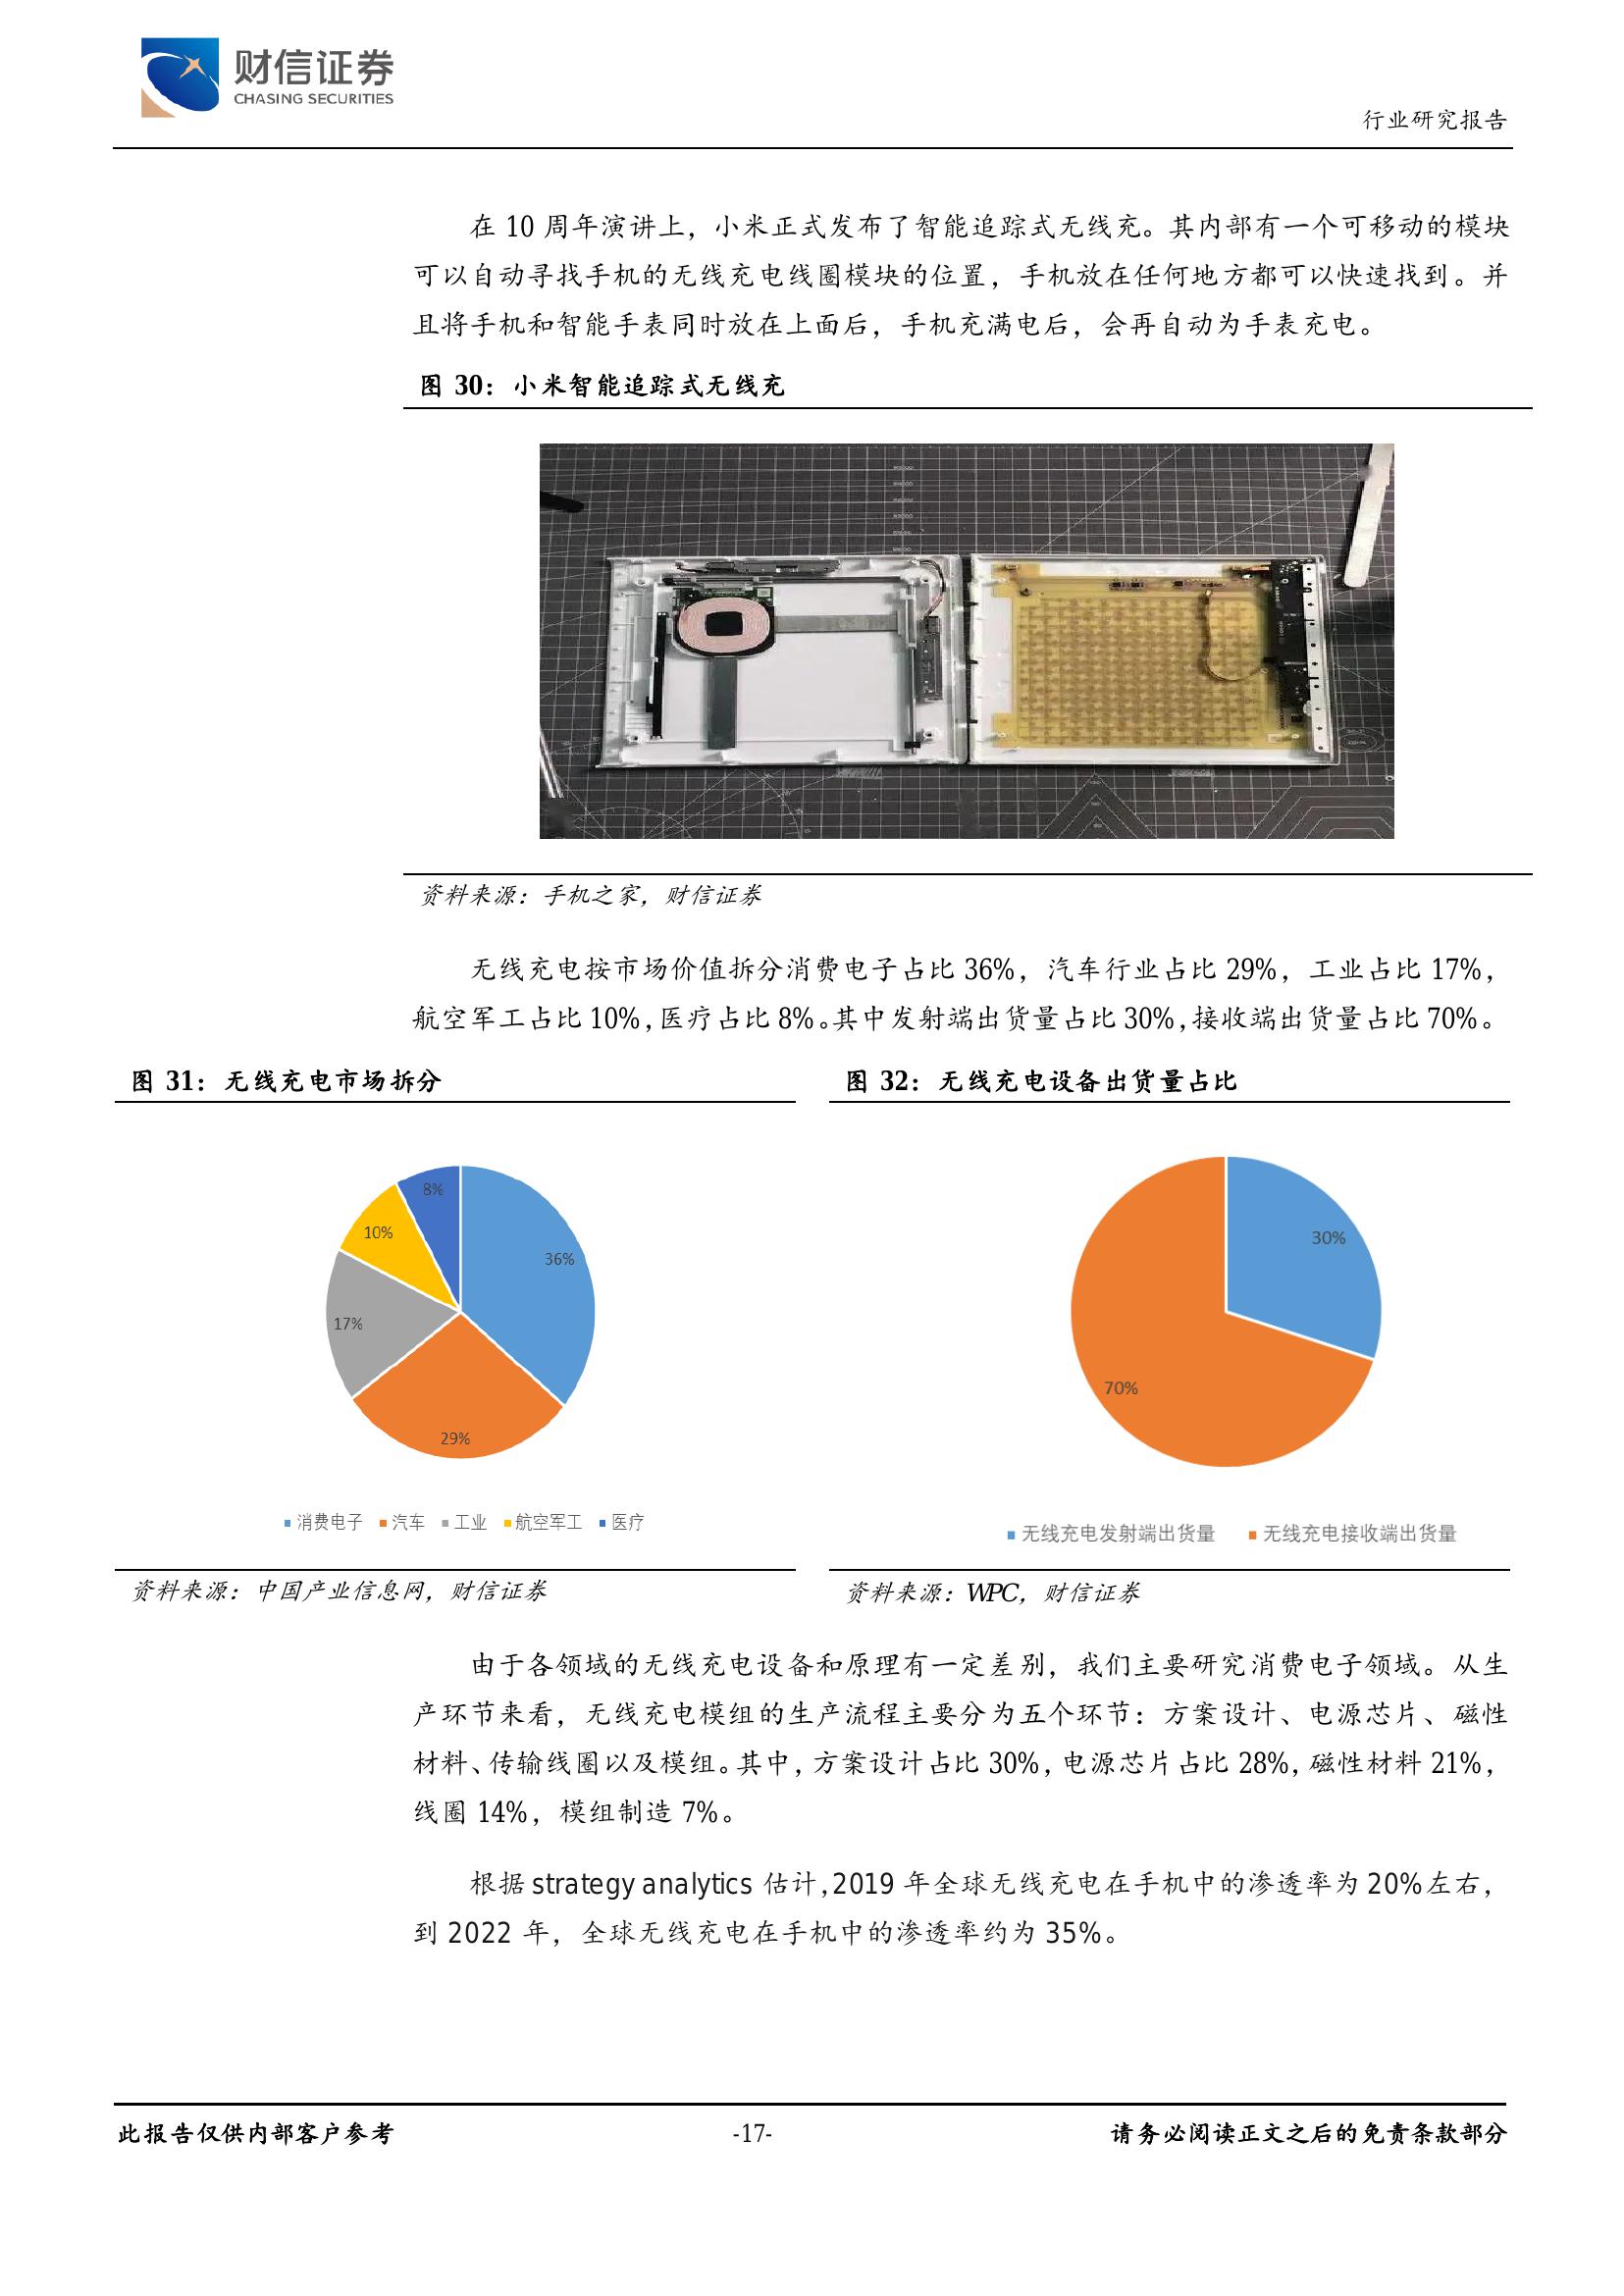 财信证券
CHASING SECURITIES
行业研究报告
在 10 周年演讲上，小米正式发布了智能追踪式无线充。其内部有一个可移动的模块
可以自动寻找手机的无线充电线圈模块的位置，手机放在任何地方都可以快速找到。并
且将手机和智能手表同时放在上面后，手机充满电后，会再自动为手表充电。
图 30：小米智能追踪式无线充
资料来源：手机之家，财信证券
无线充电按市场价值拆分消费电子占比 36%，汽车行业占比 29%，工业占比 17%，
航空军工占比 10%，医疗占比 8%。其中发射端出货量占比 30%，接收端出货量占比 70%。
图 31：无线充电市场拆分
8%
10%
36%
17%
29%
消费电子 汽车 工业 航空军工 医疗
资料来源：中国产业信息网，财信证券
图 32：无线充电设备出货量占比
30%
70%
无线充电发射端出货量 无线充电接收端出货量
资料来源：WPC，财信证券
由于各领域的无线充电设备和原理有一定差别，我们主要研究消费电子领域。从生
产环节来看，无线充电模组的生产流程主要分为五个环节：方案设计、电源芯片、磁性
材料、传输线圈以及模组。其中，方案设计占比 30%，电源芯片占比 28%，磁性材料 21%，
线圈 14%，模组制造 7%。
根据 strategy analytics 估计，2019 年全球无线充电在手机中的渗透率为 20%左右，
到 2022 年，全球无线充电在手机中的渗透率约为 35%。
此报告仅供内部客户参考
-17-
请务必阅读正文之后的免责条款部分